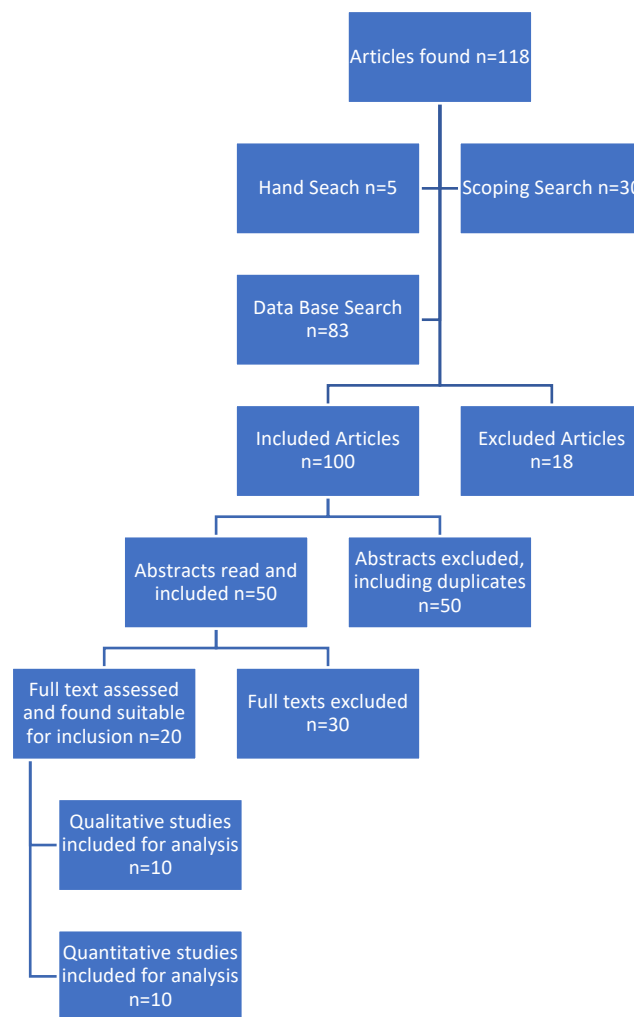 Articles found n=118
Hand Seach n=5
Scoping Search n=30
Data Base Search
n=83
Included Articles
n=100
Excluded Articles
n=18
Abstracts read and
included n=50
Abstracts excluded,
including duplicates
n=50
Full text assessed
and found suitable
for inclusion n=20
Full texts excluded
n=30
Qualitative studies
included for analysis
n=10
Quantitative studies
included for analysis
n=10